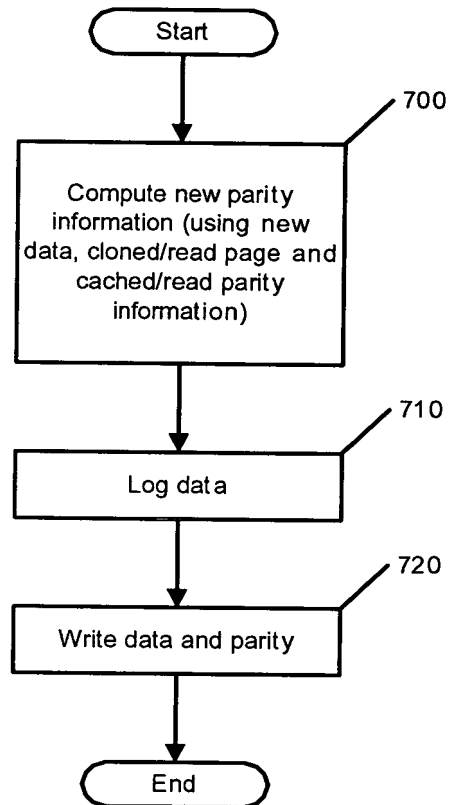 Start
700
Compute new parity
information (using new
data, cloned/read page and
cached/read parity
information)
710
Log data
720
Write data and parity
End